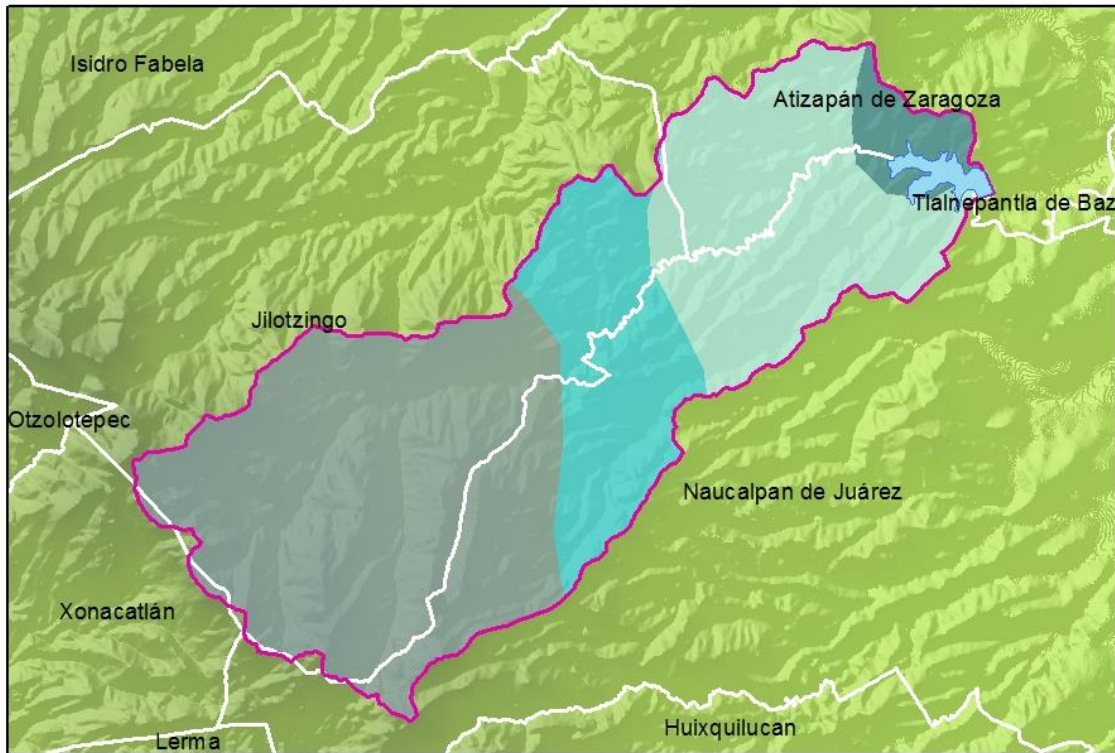 Isidro Fabela
Atizapán de Zaragoza
Tlalnepantla de Baz
Jilotzingo
Otzolotepec
Naucalpan de Juárez
Xonacatlán
Huixquilucan
Lerma